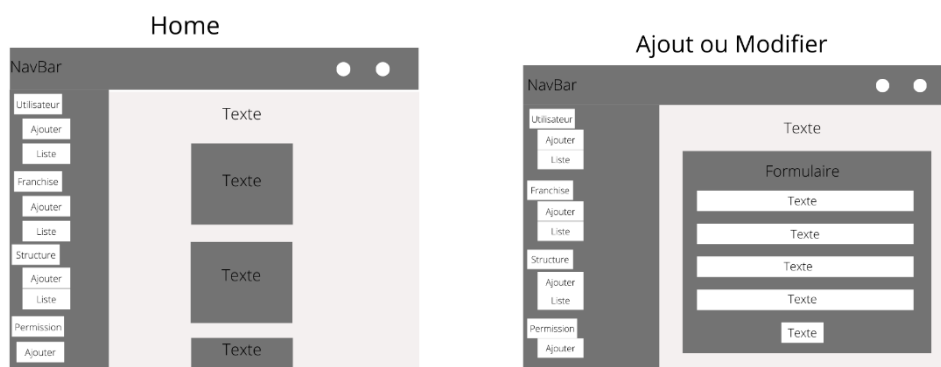 Home
NavBar
Utilisateur
Ajouter
Liste
Franchise
Ajouter
Liste
Structure
Ajouter
Liste
Permission
Ajouter
Texte
Texte
Texte
Texte
Ajout ou Modifier
NavBar
Utilisateur
Ajouter
Liste
Franchise
Ajouter
Liste
Structure
Ajouter
Liste
Permission
Ajouter
Texte
Formulaire
Texte
Texte
Texte
Texte
Texte